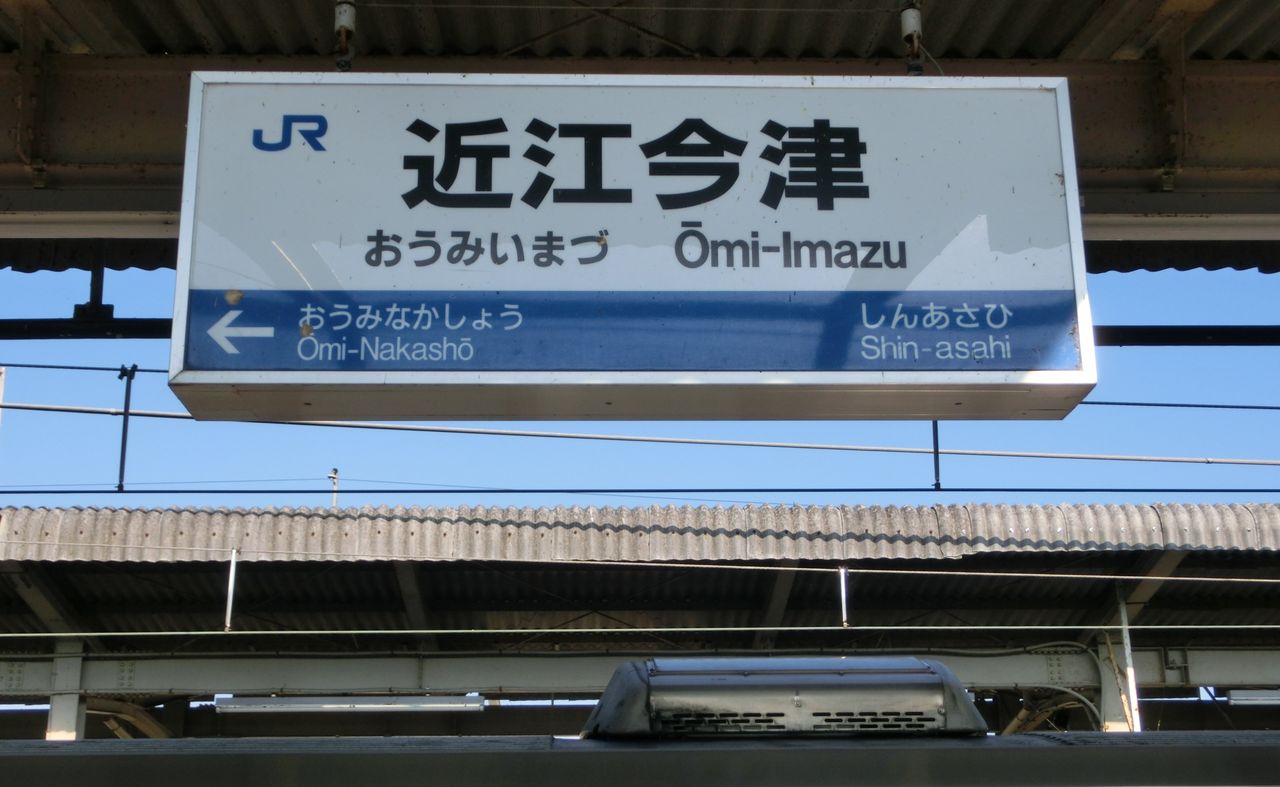 JR 近江今津
おうみいまづ Ōmi-Imazu
← おうみなかしょう しんあさひ
Ōmi-Nakashō Shin-asahi